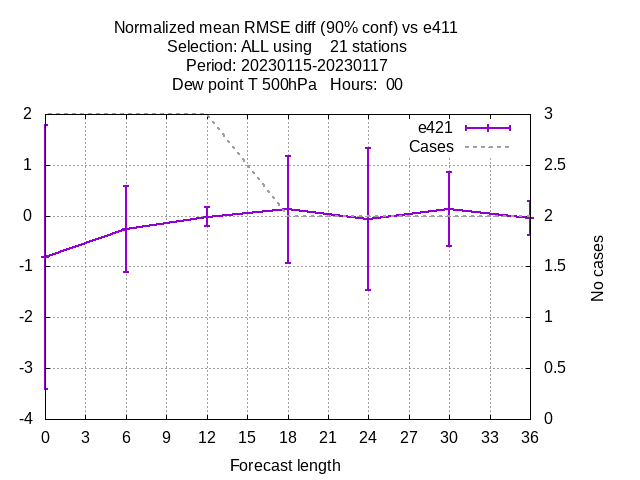 Normalized mean RMSE diff (90% conf) vs e411
Selection: ALL using    21 stations
Period: 20230115-20230117
Dew point T 500hPa   Hours:  00
e421
Cases
2
1
0
-1
-2
-3
-4
3
2.5
2
1.5
1
0.5
0
No cases
0 3 6 9 12 15 18 21 24 27 30 33 36
Forecast length